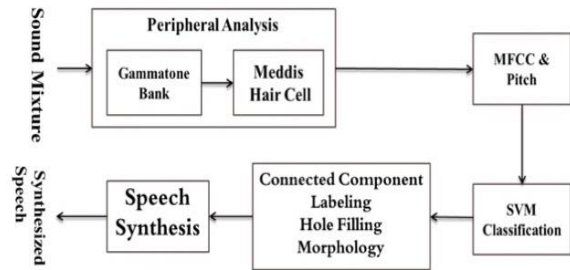 Sound Mixture
Peripheral Analysis
Gammatone
Bank
Meddis
Hair Cell
MFCC &
Pitch
SVM
Classification
Connected Component
Labeling
Hole Filling
Morphology
Speech
Synthesis
Synthesized
Speech